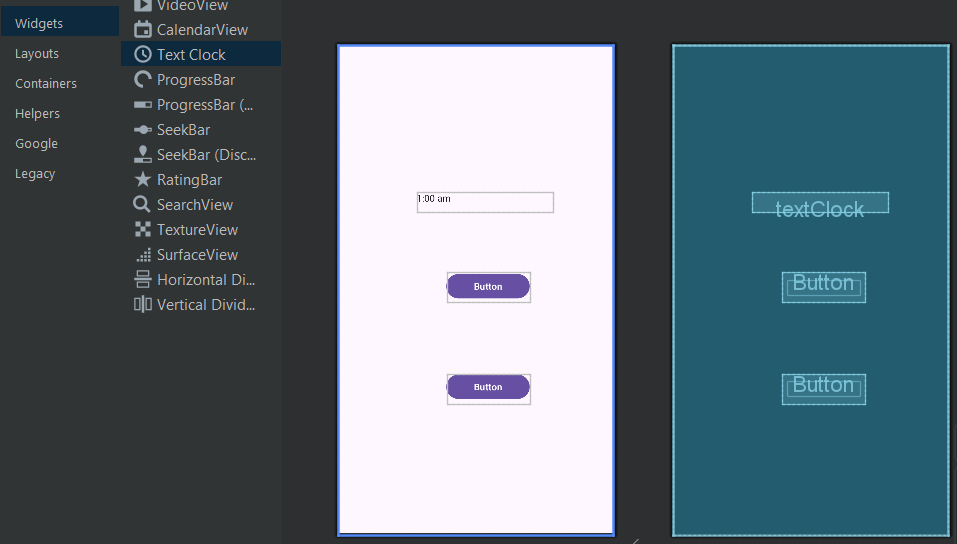 Widgets
Layouts
Containers
Helpers
Google
Legacy
VideoView
CalendarView
Text Clock
ProgressBar
ProgressBar (...
SeekBar
SeekBar (Disc...
RatingBar
SearchView
TextureView
SurfaceView
Horizontal Di...
Vertical Divid...
1:00 am
Button
Button
textClock
Button
Button